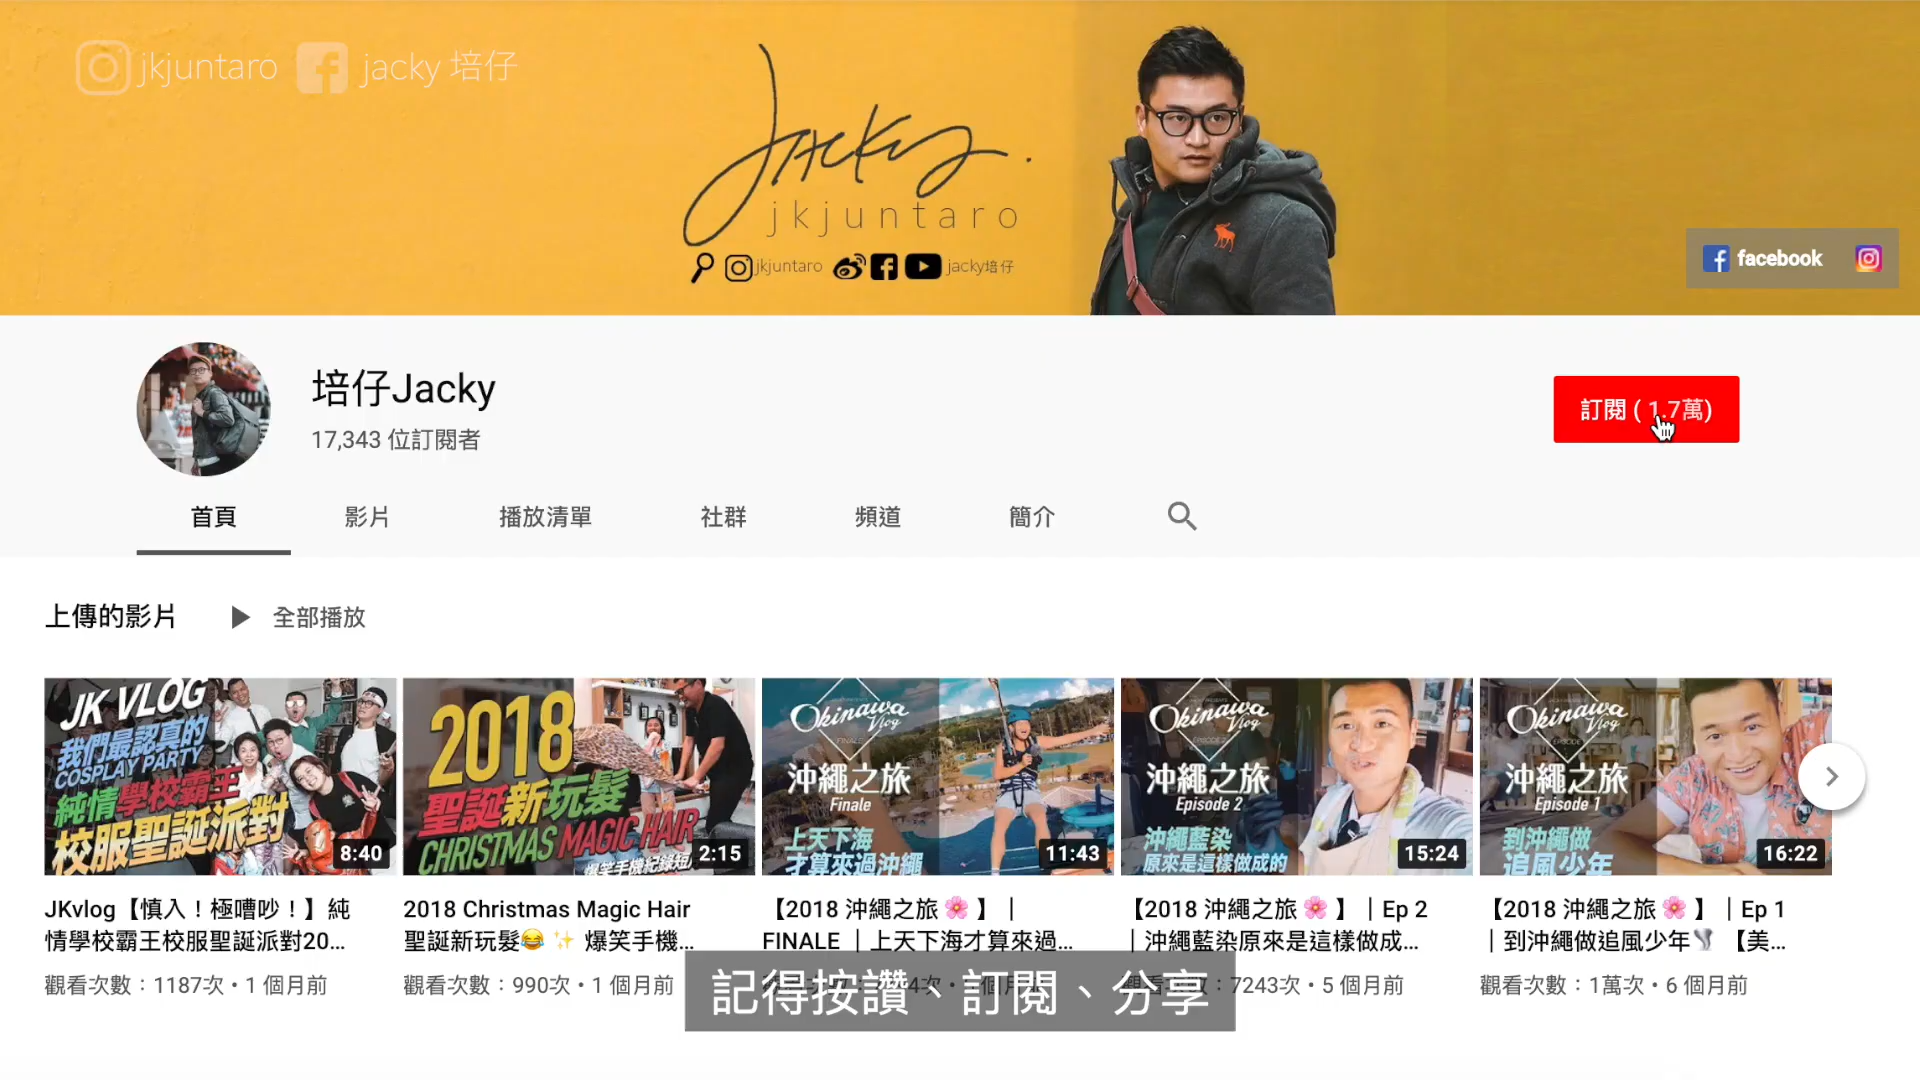 jkjuntaro jacky 培仔
JACKY.
jkjuntaro
jkjuntaro jacky培仔
facebook
培仔Jacky
17,343 位訂閱者
訂閱 ( 1.7萬)
首頁 影片 播放清單 社群 頻道 簡介
上傳的影片 全部播放
JK VLOG
我們最認真的
COSPLAY PARTY
純情學校霸王
校服聖誕派對
8:40
JKvlog【慎入！極嘈吵！】純
情學校霸王校服聖誕派對20...
觀看次數：1187次 • 1 個月前
2018
聖誕新玩髮
CHRISTMAS MAGIC HAIR
爆笑手機紀錄短
2:15
2018 Christmas Magic Hair
聖誕新玩髮😂 ✨ 爆笑手機...
觀看次數：990次 • 1 個月前
Okinawa
Vlog
FINALE
沖繩之旅
Finale
上天下海
才算來過沖繩
11:43
【2018 沖繩之旅 🌸 】｜
FINALE ｜上天下海才算來過...
Okinawa
Vlog
EPISODE 2
沖繩之旅
Episode 2
沖繩藍染
原來是這樣做成的
15:24
【2018 沖繩之旅 🌸 】｜Ep 2
｜沖繩藍染原來是這樣做成...
7243次 • 5 個月前
Okinawa
Vlog
沖繩之旅
Episode 1
到沖繩做
追風少年
16:22
【2018 沖繩之旅 🌸 】｜Ep 1
｜到沖繩做追風少年🌪 【美...
觀看次數：1萬次 • 6 個月前
記得按讚、訂閱、分享